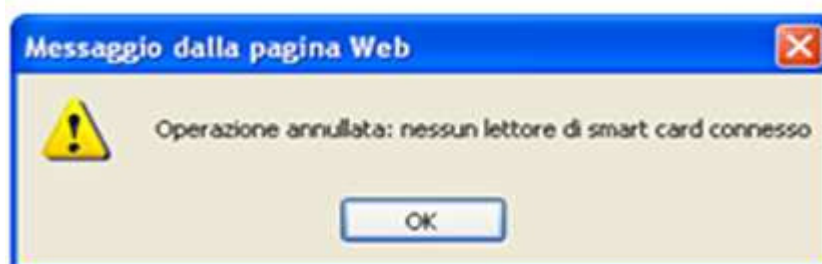 Messaggio dalla pagina Web
Operazione annullata: nessun lettore di smart card connesso
OK